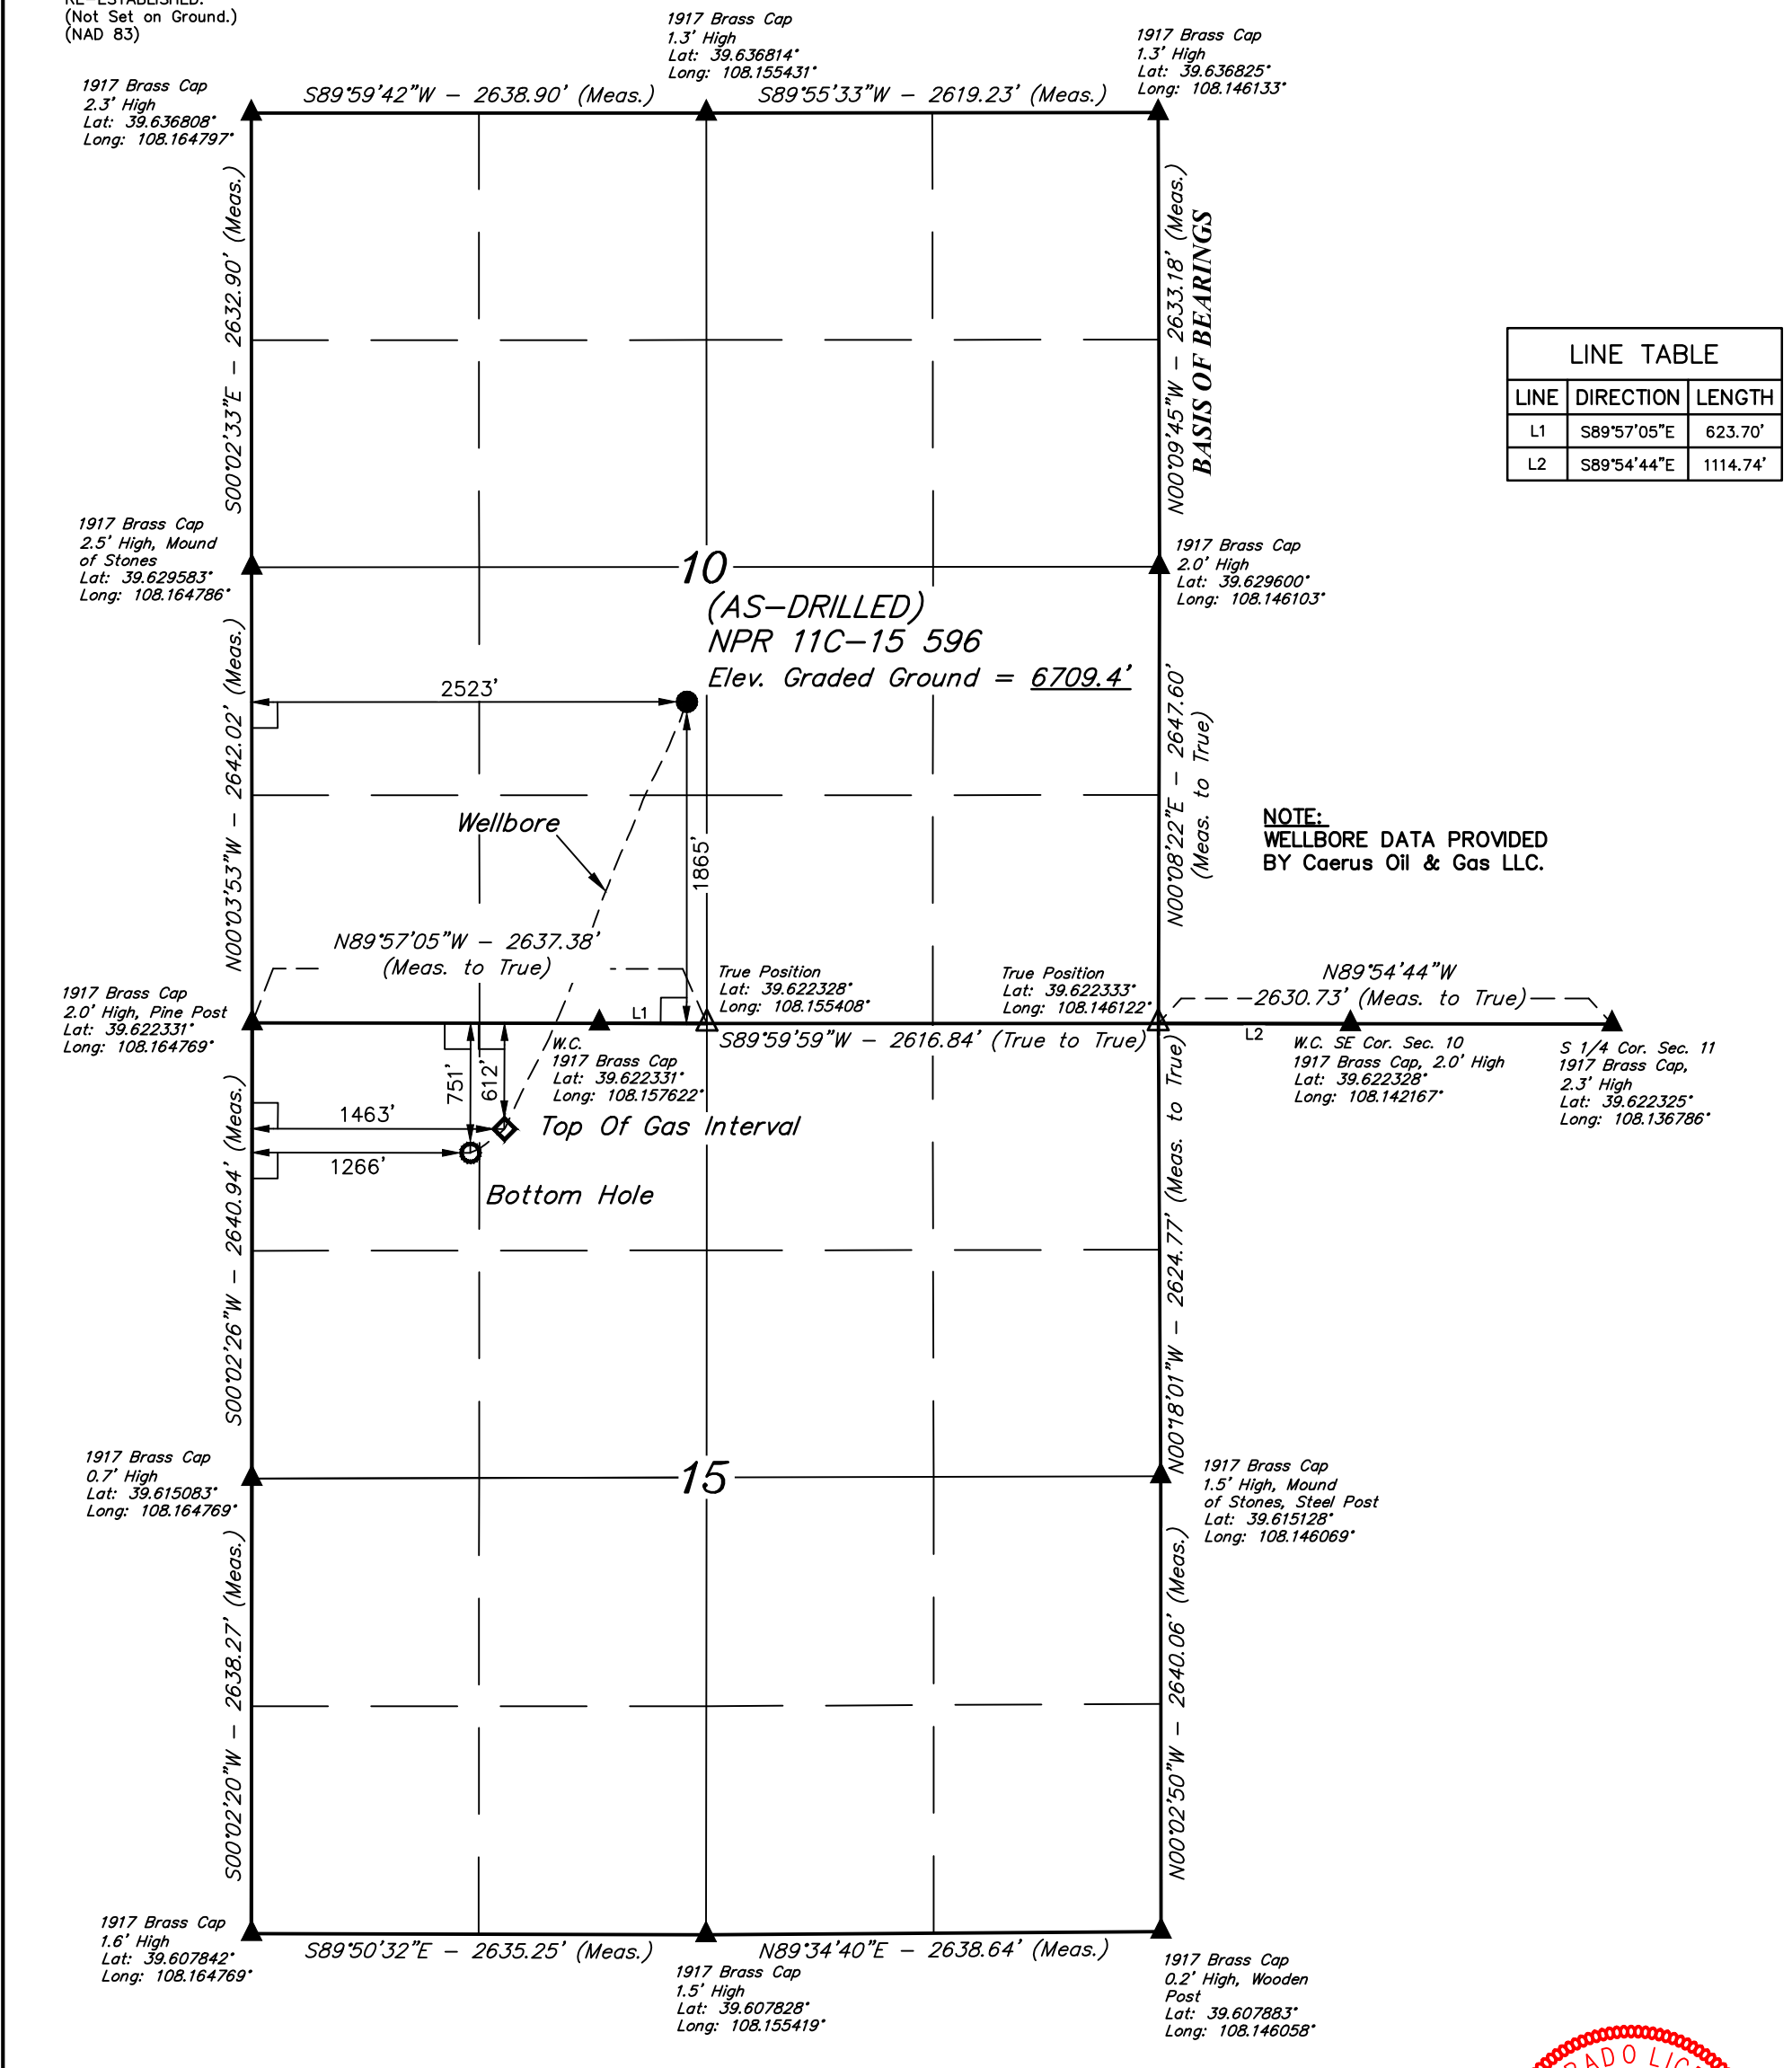 (Not Set on Ground.)
(NAD 83)
1917 Brass Cap
1.3' High
Lat: 39.636814°
Long: 108.155431°
1917 Brass Cap
1.3' High
Lat: 39.636825°
Long: 108.146133°
1917 Brass Cap
2.3' High
Lat: 39.636808°
Long: 108.164797°
S89°59'42"W - 2638.90' (Meas.)
S89°55'33"W - 2619.23' (Meas.)
S00°02'33"E - 2632.90' (Meas.)
N00°09'45"W - 2633.18' (Meas.)
BASIS OF BEARINGS
LINE TABLE
LINE DIRECTION LENGTH
L1 S89°57'05"E 623.70'
L2 S89°54'44"E 1114.74'
1917 Brass Cap
2.5' High, Mound
of Stones
Lat: 39.629583°
Long: 108.164786°
10
1917 Brass Cap
2.0' High
Lat: 39.629600°
Long: 108.146103°
(AS-DRILLED)
NPR 11C-15 596
Elev. Graded Ground = 6709.4'
2523'
N00°03'53"W - 2642.02' (Meas.)
N00°08'22"E - 2647.60'
(Meas. to True)
Wellbore
1865'
NOTE:
WELLBORE DATA PROVIDED
BY Caerus Oil & Gas LLC.
N89°57'05"W - 2637.38'
(Meas. to True)
True Position
Lat: 39.622328°
Long: 108.155408°
True Position
Lat: 39.622333°
Long: 108.146122°
N89°54'44"W
2630.73' (Meas. to True)
1917 Brass Cap
2.0' High, Pine Post
Lat: 39.622331°
Long: 108.164769°
L1
S89°59'59"W - 2616.84' (True to True)
L2
W.C.
1917 Brass Cap
Lat: 39.622331°
Long: 108.157622°
W.C. SE Cor. Sec. 10
1917 Brass Cap, 2.0' High
Lat: 39.622328°
Long: 108.142167°
S 1/4 Cor. Sec. 11
1917 Brass Cap,
2.3' High
Lat: 39.622325°
Long: 108.136786°
751'
612'
1463'
Top Of Gas Interval
1266'
Bottom Hole
S00°02'26"W - 2640.94' (Meas.)
N00°18'01"W - 2624.77' (Meas. to True)
1917 Brass Cap
0.7' High
Lat: 39.615083°
Long: 108.164769°
15
1917 Brass Cap
1.5' High, Mound
of Stones, Steel Post
Lat: 39.615128°
Long: 108.146069°
S00°02'20"W - 2638.27' (Meas.)
N00°02'50"W - 2640.06' (Meas.)
1917 Brass Cap
1.6' High
Lat: 39.607842°
Long: 108.164769°
S89°50'32"E - 2635.25' (Meas.)
N89°34'40"E - 2638.64' (Meas.)
1917 Brass Cap
1.5' High
Lat: 39.607828°
Long: 108.155419°
1917 Brass Cap
0.2' High, Wooden
Post
Lat: 39.607883°
Long: 108.146058°